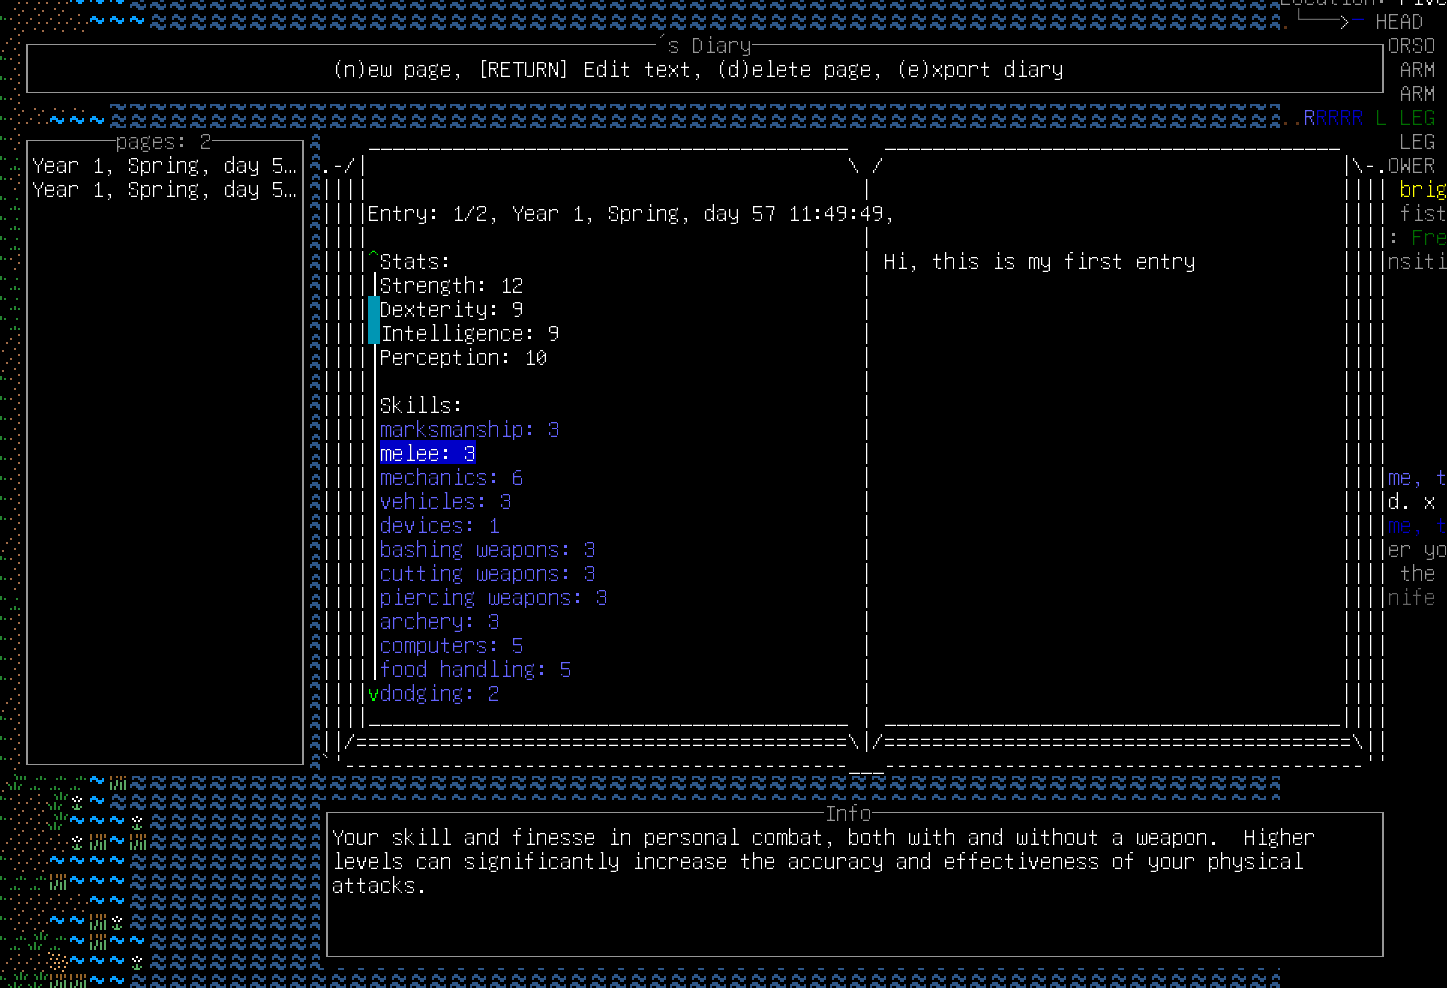 HEAD
´s Diary
ORSO
(n)ew page, [RETURN] Edit text, (d)elete page, (e)xport diary
ARM
ARM
..RRRRR L LEG
pages: 2
LEG
Year 1, Spring, day 5…
OWER
Year 1, Spring, day 5…
brig
Entry: 1/2, Year 1, Spring, day 57 11:49:49,
fist
: Fre
Stats:
Hi, this is my first entry
nsiti
Strength: 12
Dexterity: 9
Intelligence: 9
Perception: 10
Skills:
marksmanship: 3
melee: 3
mechanics: 6
me, t
vehicles: 3
d. x
devices: 1
me, t
bashing weapons: 3
er yo
cutting weapons: 3
the
piercing weapons: 3
nife
archery: 3
computers: 5
food handling: 5
vdodging: 2
Info
Your skill and finesse in personal combat, both with and without a weapon.  Higher
levels can significantly increase the accuracy and effectiveness of your physical
attacks.